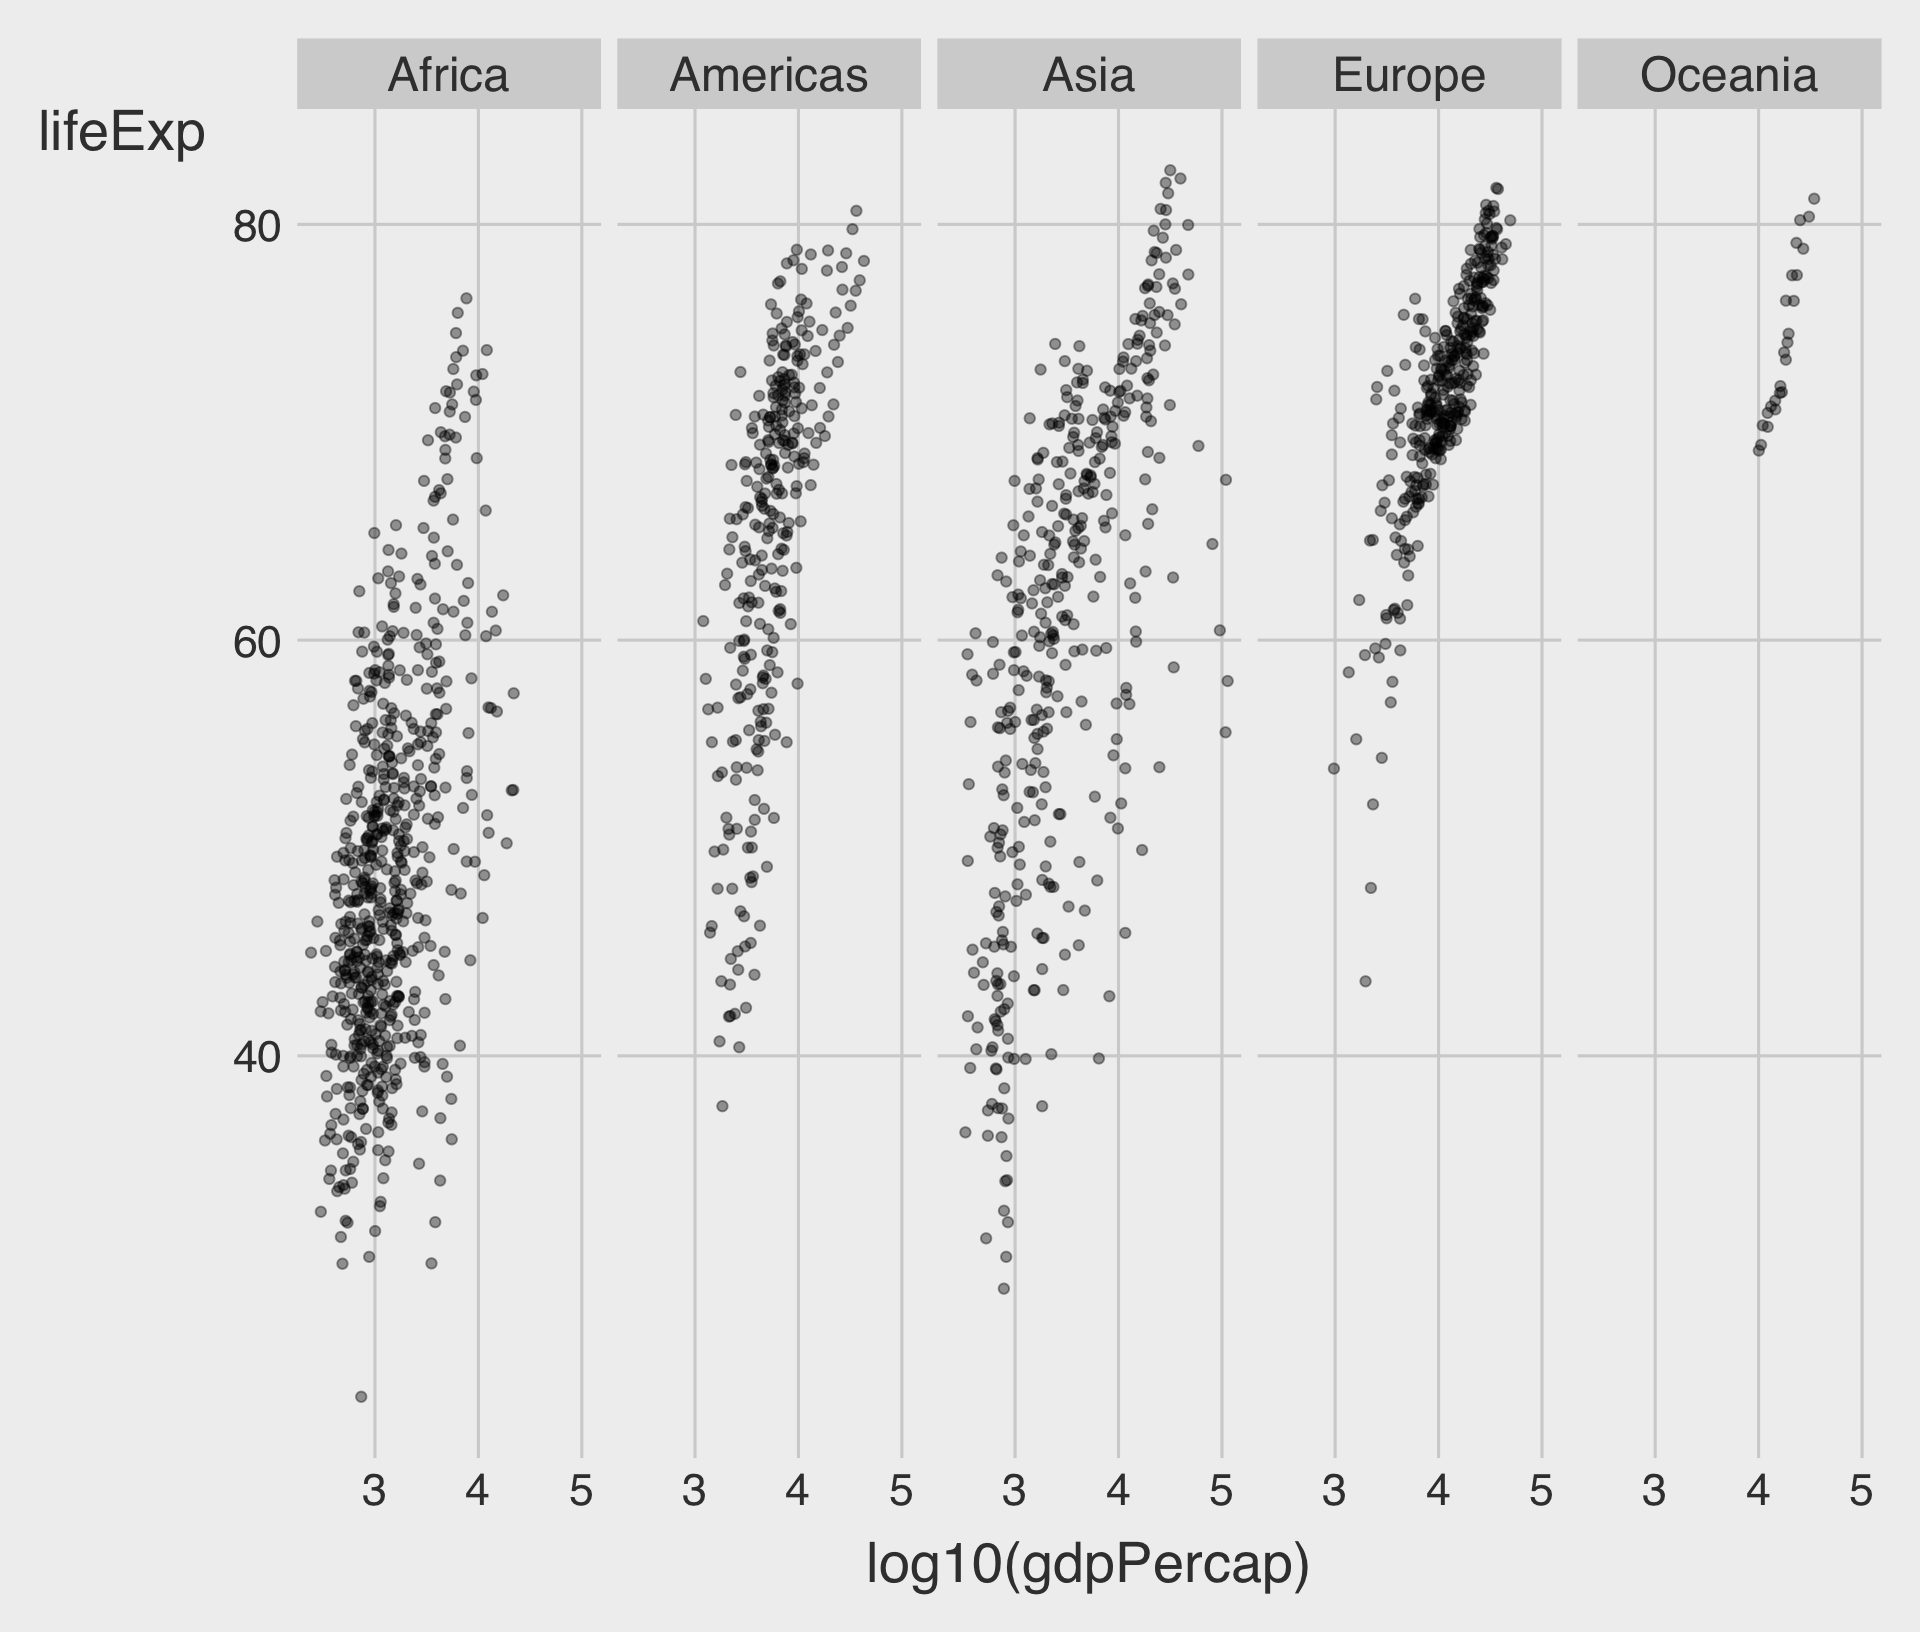 Africa Americas Asia Europe Oceania
lifeExp
80
60
40
3 4 5 3 4 5 3 4 5 3 4 5 3 4 5
log10(gdpPercap)